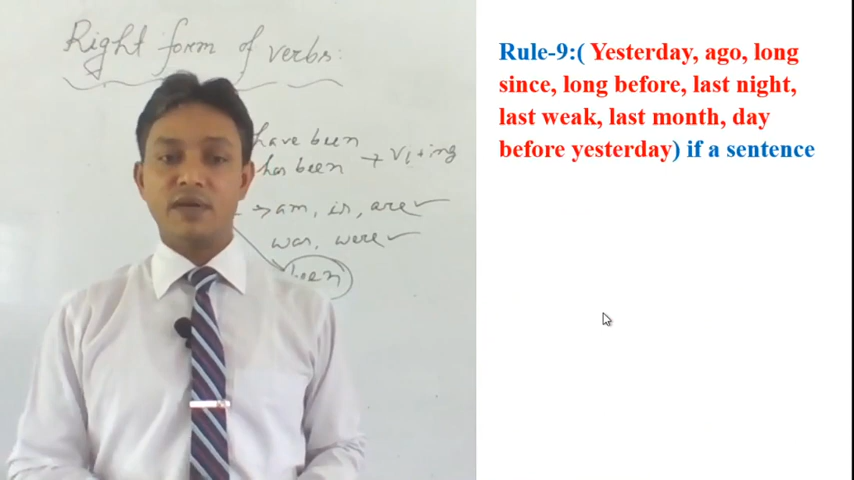 Right form of verbs:
have been
has been → V1 + ing
→ am, is, are ✓
was, were ✓
been
Rule-9:( Yesterday, ago, long
since, long before, last night,
last weak, last month, day
before yesterday) if a sentence